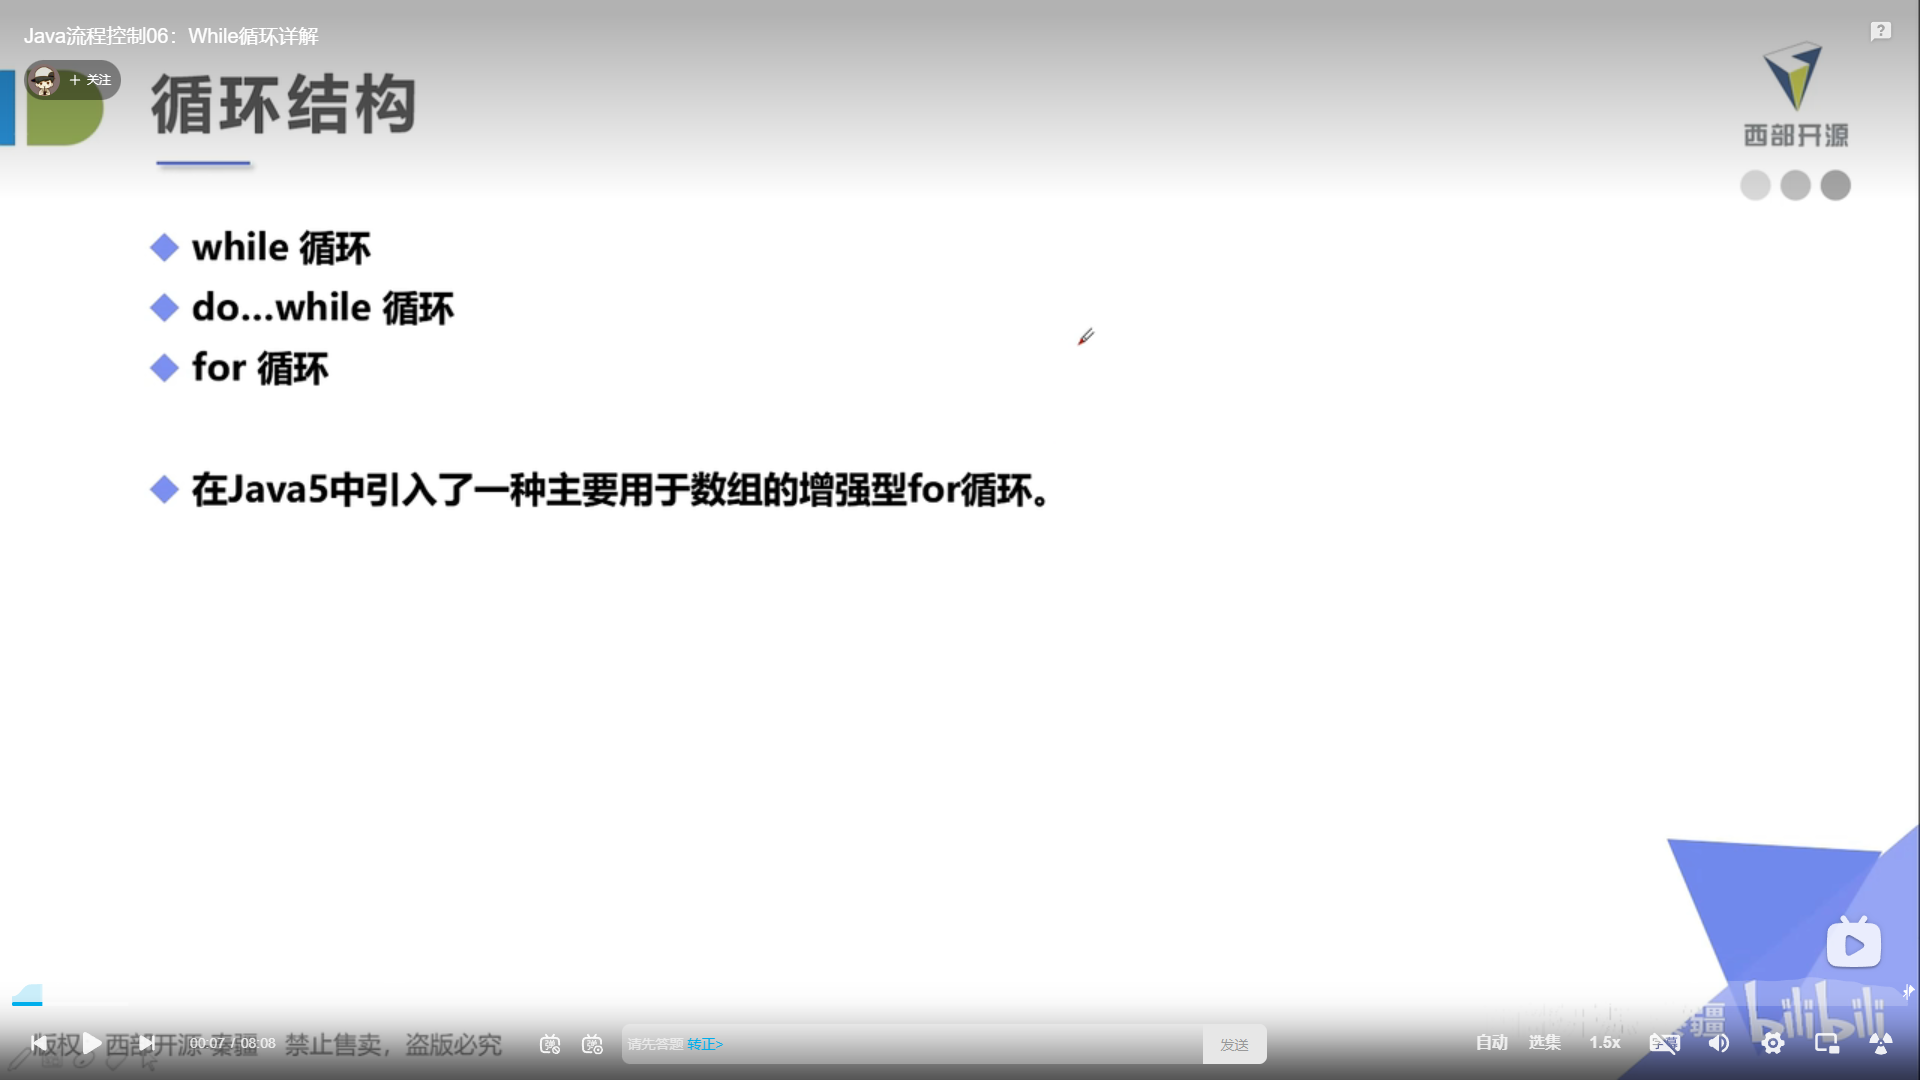 Java流程控制06：While循环详解
+ 关注
循环结构
西部开源
while 循环
do...while 循环
for 循环
在Java5中引入了一种主要用于数组的增强型for循环。
bilibili
版权 西部开源-秦疆 禁止售卖，盗版必究
00:07 / 08:08
请先答题 转正>
发送
自动
选集
1.5x
字幕